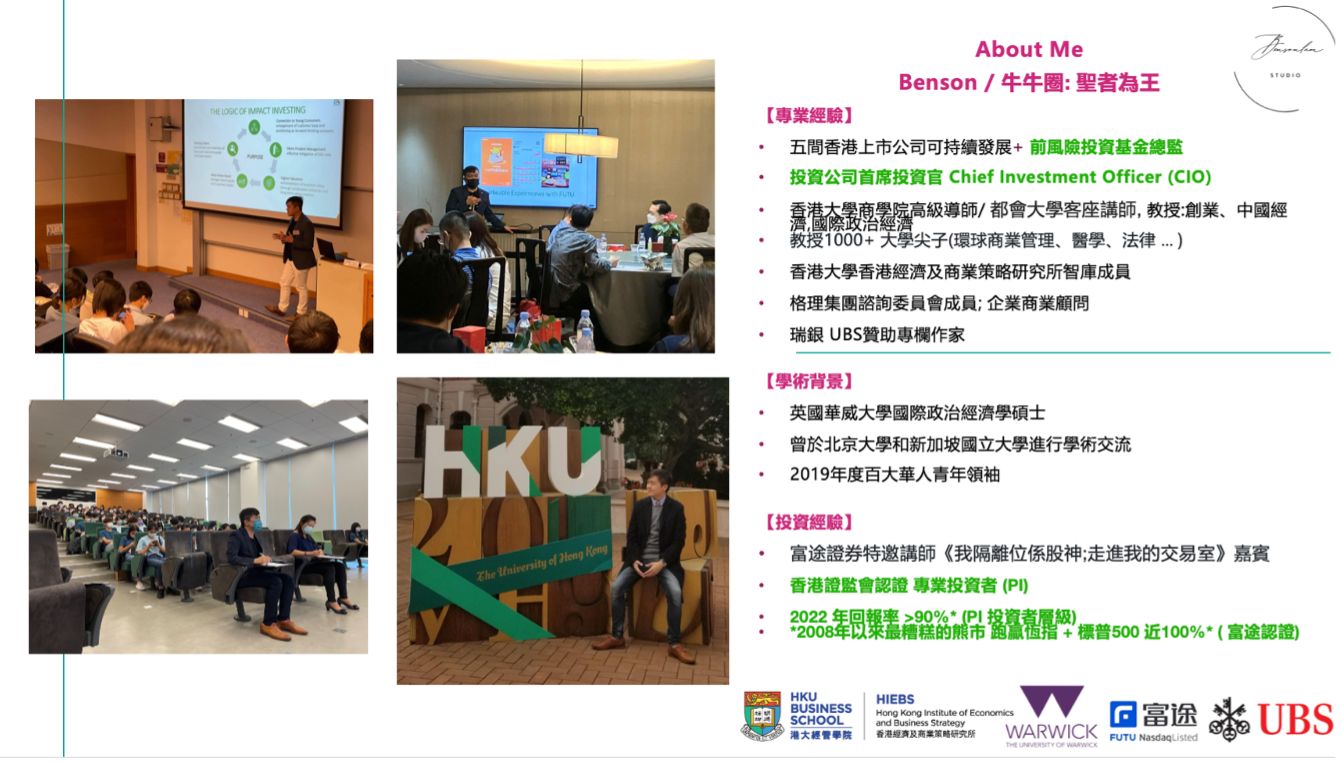 THE LOGIC OF IMPACT INVESTING
PURPOSE
with FUTU
HKU
The University of Hong Kong
STUDIO
About Me
Benson / 牛牛圈: 聖者為王
【專業經驗】
• 五間香港上市公司可持續發展+ 前風險投資基金總監
• 投資公司首席投資官 Chief Investment Officer (CIO)
• 香港大學商學院高級導師/ 都會大學客座講師, 教授:創業、中國經
濟,國際政治經濟
• 教授1000+ 大學尖子(環球商業管理、醫學、法律 ... )
• 香港大學香港經濟及商業策略研究所智庫成員
• 格理集團諮詢委員會成員; 企業商業顧問
• 瑞銀 UBS贊助專欄作家
【學術背景】
• 英國華威大學國際政治經濟學碩士
• 曾於北京大學和新加坡國立大學進行學術交流
• 2019年度百大華人青年領袖
【投資經驗】
• 富途證券特邀講師《我隔離位係股神;走進我的交易室》嘉賓
• 香港證監會認證 專業投資者 (PI)
• 2022 年回報率 >90%* (PI 投資者層級)
• *2008年以來最糟糕的熊市 跑贏恆指 + 標普500 近100%* ( 富途認證)
HKU
BUSINESS
SCHOOL
港大經管學院
HIEBS
Hong Kong Institute of Economics
and Business Strategy
香港經濟及商業策略研究所
WARWICK
THE UNIVERSITY OF WARWICK
富途
FUTU NasdaqListed
UBS